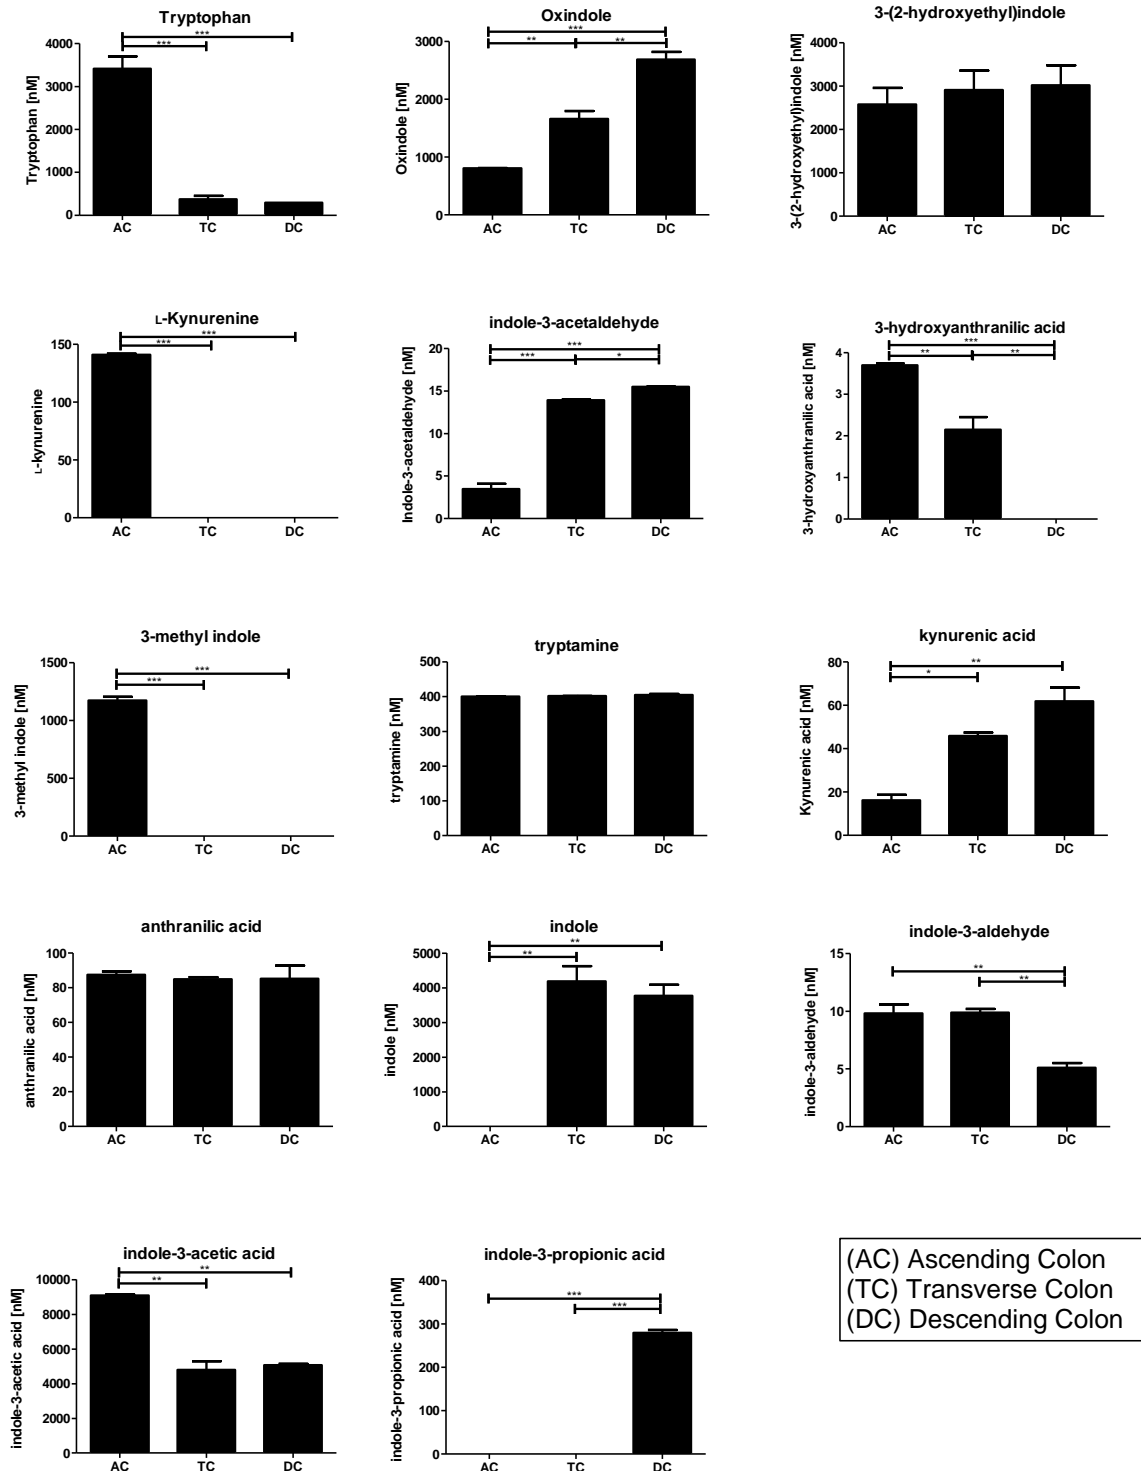 Tryptophan
Tryptophan [nM]
4000
3000
2000
1000
0
***
***
AC TC DC
Oxindole
Oxindole [nM]
3000
2000
1000
0
***
** **
AC TC DC
3-(2-hydroxyethyl)indole
3-(2-hydroxyethyl)indole [nM]
4000
3000
2000
1000
0
AC TC DC
L-Kynurenine
L-kynurenine
150
100
50
0
***
***
AC TC DC
indole-3-acetaldehyde
Indole-3-acetaldehyde [nM]
20
15
10
5
0
***
*** *
AC TC DC
3-hydroxyanthranilic acid
3-hydroxyanthranilic acid [nM]
4
3
2
1
0
***
** **
AC TC DC
3-methyl indole
3-methyl indole [nM]
1500
1000
500
0
***
***
AC TC DC
tryptamine
tryptamine [nM]
500
400
300
200
100
0
AC TC DC
kynurenic acid
Kynurenic acid [nM]
80
60
40
20
0
**
*
AC TC DC
anthranilic acid
anthranilic acid [nM]
100
80
60
40
20
0
AC TC DC
indole
indole [nM]
5000
4000
3000
2000
1000
0
**
**
AC TC DC
indole-3-aldehyde
indole-3-aldehyde [nM]
15
10
5
0
**
**
AC TC DC
indole-3-acetic acid
indole-3-acetic acid [nM]
10000
8000
6000
4000
2000
0
**
**
AC TC DC
indole-3-propionic acid
indole-3-propionic acid [nM]
400
300
200
100
0
***
***
AC TC DC
(AC) Ascending Colon
(TC) Transverse Colon
(DC) Descending Colon